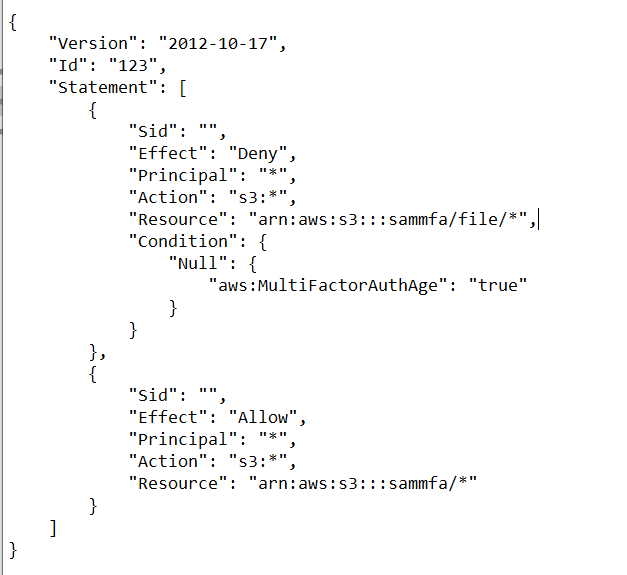 {
    "Version": "2012-10-17",
    "Id": "123",
    "Statement": [
        {
            "Sid": "",
            "Effect": "Deny",
            "Principal": "*",
            "Action": "s3:*",
            "Resource": "arn:aws:s3:::sammfa/file/*",
            "Condition": {
                "Null": {
                    "aws:MultiFactorAuthAge": "true"
                }
            }
        },
        {
            "Sid": "",
            "Effect": "Allow",
            "Principal": "*",
            "Action": "s3:*",
            "Resource": "arn:aws:s3:::sammfa/*"
        }
    ]
}